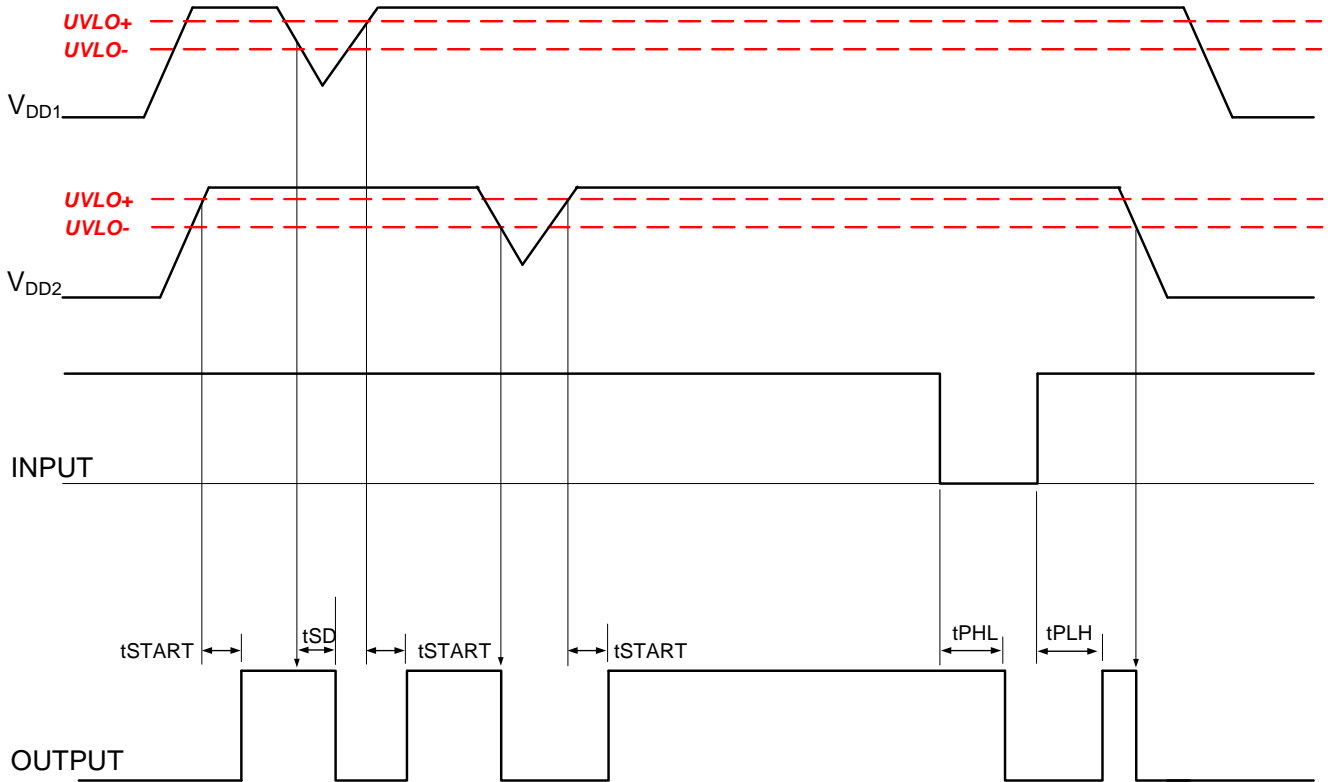 UVLO+
UVLO-
VDD1
UVLO+
UVLO-
VDD2
INPUT
tSTART
tSD
tSTART
tSTART
tPHL
tPLH
OUTPUT